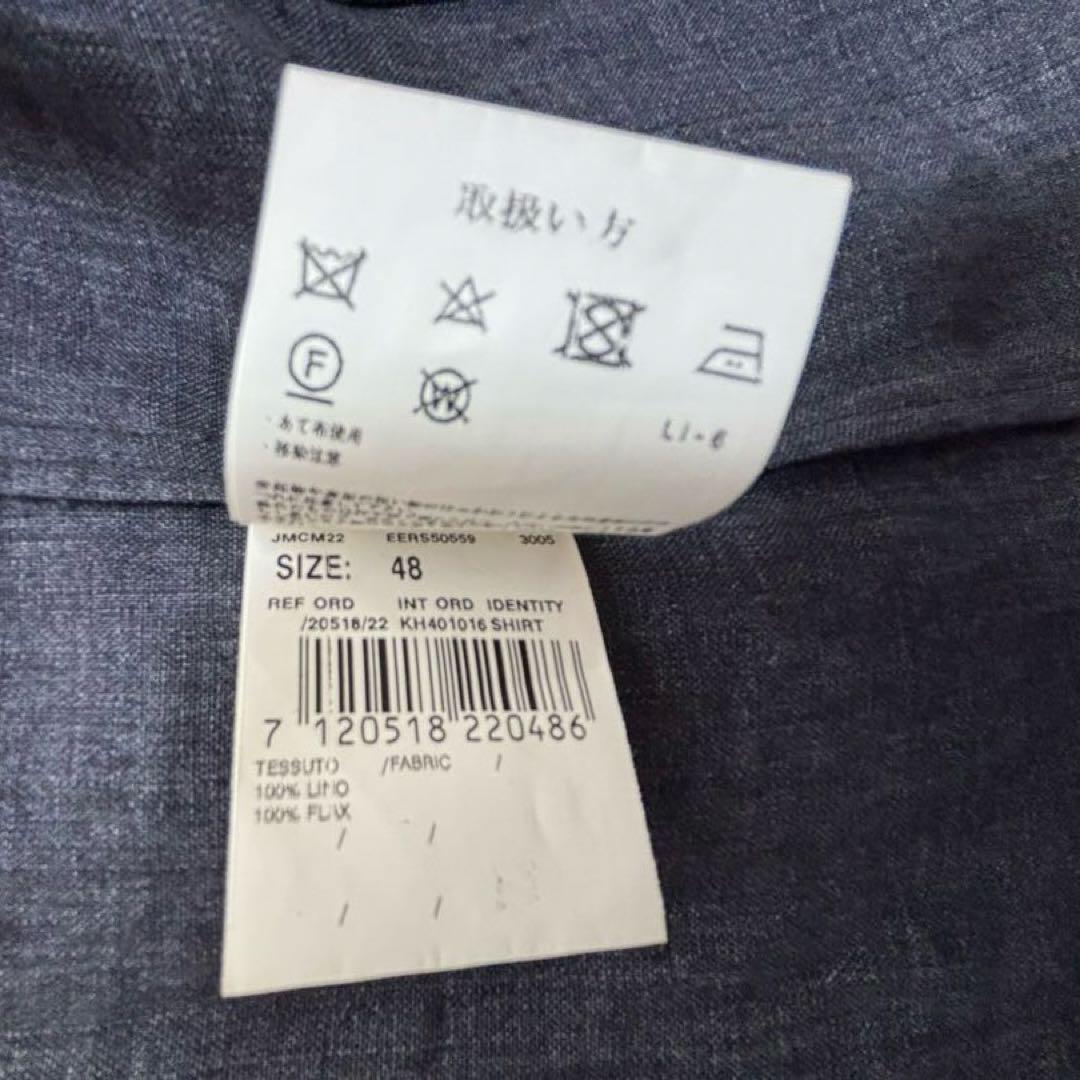 取扱い方
F
W
LI-6
・あて布使用
・移染注意
JMCM22 EERS50559 3005
SIZE: 48
REF ORD INT ORD IDENTITY
/20518/22 KH401016 SHIRT
7 120518 220486
TESSUTO /FABRIC /
100% LINO
100% FLAX
/ /
/ /